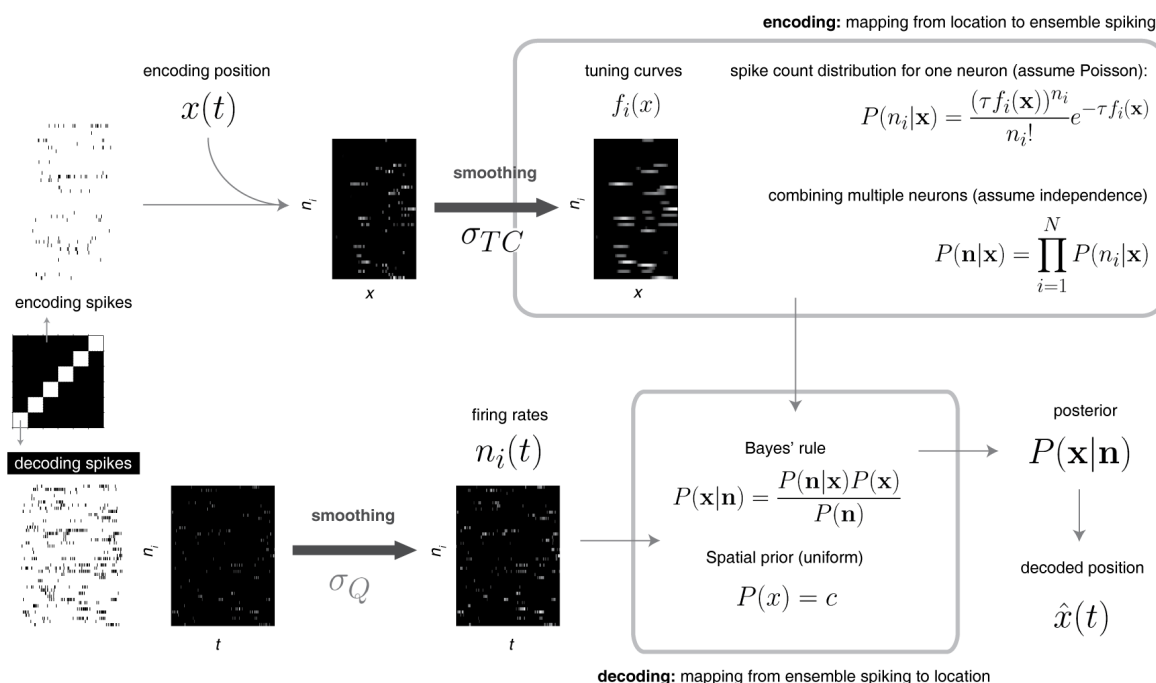 encoding: mapping from location to ensemble spiking
encoding position
x(t)
tuning curves
f_i(x)
spike count distribution for one neuron (assume Poisson):
P(n_i|x) = (τf_i(x))^{n_i} / n_i! e^{-τf_i(x)}
n_i
smoothing
σ_{TC}
n_i
combining multiple neurons (assume independence)
P(n|x) = ∏_{i=1}^{N} P(n_i|x)
x
x
encoding spikes
decoding spikes
firing rates
n_i(t)
n_i
smoothing
σ_Q
n_i
t
t
Bayes' rule
P(x|n) = P(n|x)P(x) / P(n)
Spatial prior (uniform)
P(x) = c
posterior
P(x|n)
decoded position
x̂(t)
decoding: mapping from ensemble spiking to location